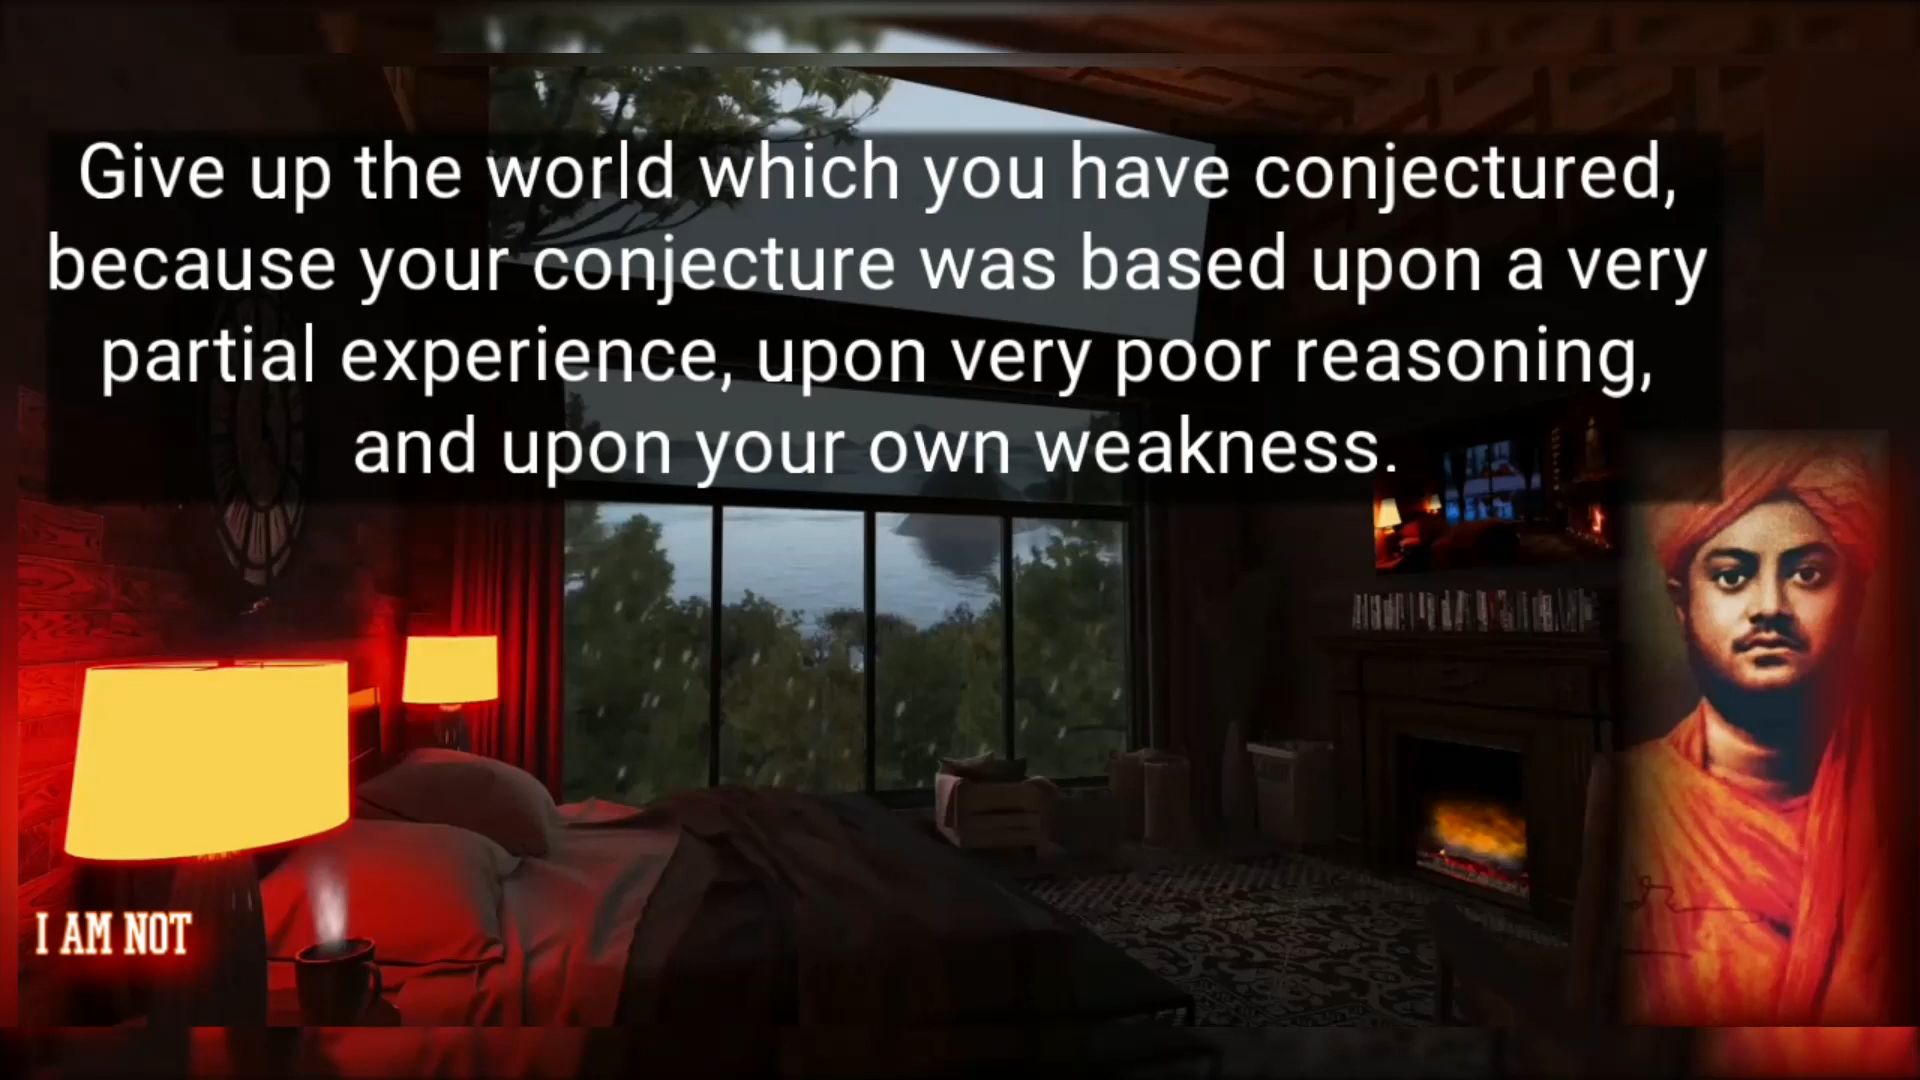 Give up the world which you have conjectured,
because your conjecture was based upon a very
partial experience, upon very poor reasoning,
and upon your own weakness.
I AM NOT